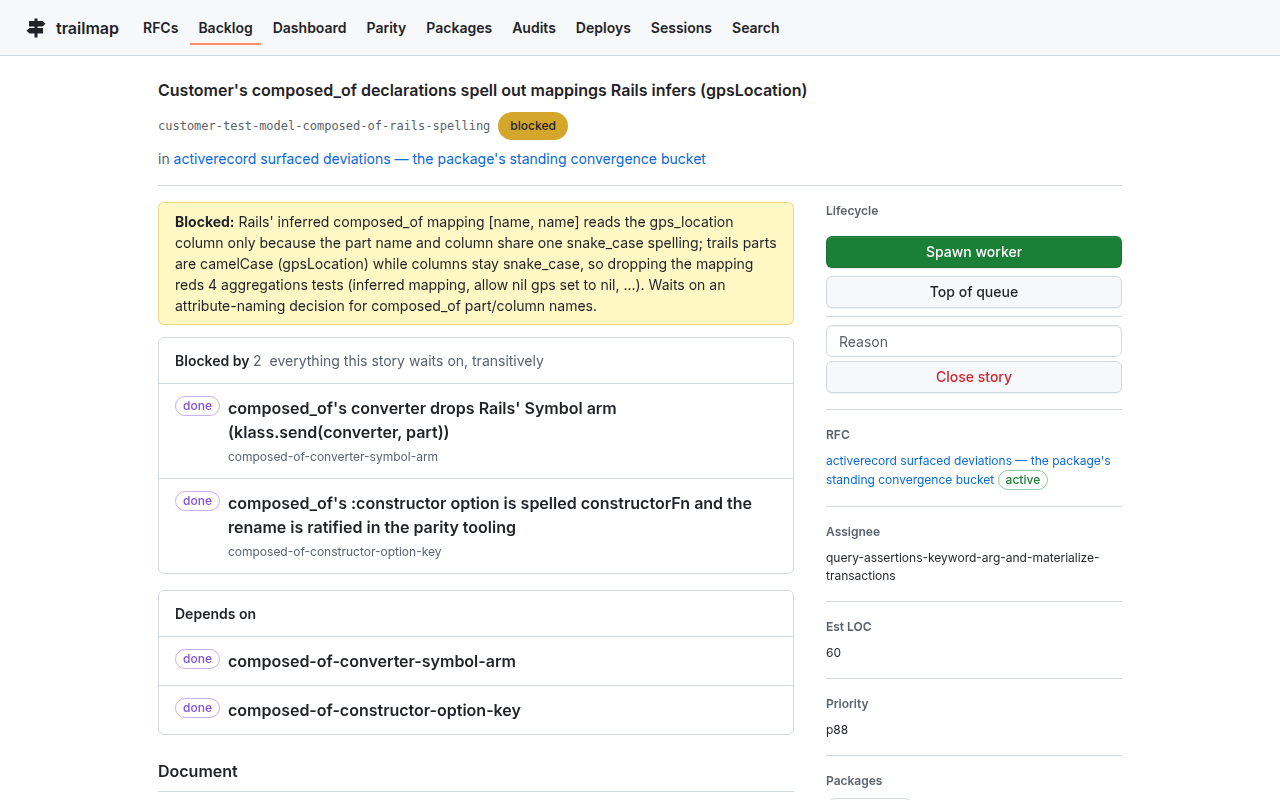 trailmap
RFCs
Backlog
Dashboard
Parity
Packages
Audits
Deploys
Sessions
Search
Customer's composed_of declarations spell out mappings Rails infers (gpsLocation)
customer-test-model-composed-of-rails-spelling
blocked
in activerecord surfaced deviations — the package's standing convergence bucket
Blocked: Rails' inferred composed_of mapping [name, name] reads the gps_location
column only because the part name and column share one snake_case spelling; trails parts
are camelCase (gpsLocation) while columns stay snake_case, so dropping the mapping
reds 4 aggregations tests (inferred mapping, allow nil gps set to nil, ...). Waits on an
attribute-naming decision for composed_of part/column names.
Blocked by 2 everything this story waits on, transitively
done
composed_of's converter drops Rails' Symbol arm
(klass.send(converter, part))
composed-of-converter-symbol-arm
done
composed_of's :constructor option is spelled constructorFn and the
rename is ratified in the parity tooling
composed-of-constructor-option-key
Depends on
done
composed-of-converter-symbol-arm
done
composed-of-constructor-option-key
Document
Lifecycle
Spawn worker
Top of queue
Reason
Close story
RFC
activerecord surfaced deviations — the package's
standing convergence bucket active
Assignee
query-assertions-keyword-arg-and-materialize-
transactions
Est LOC
60
Priority
p88
Packages